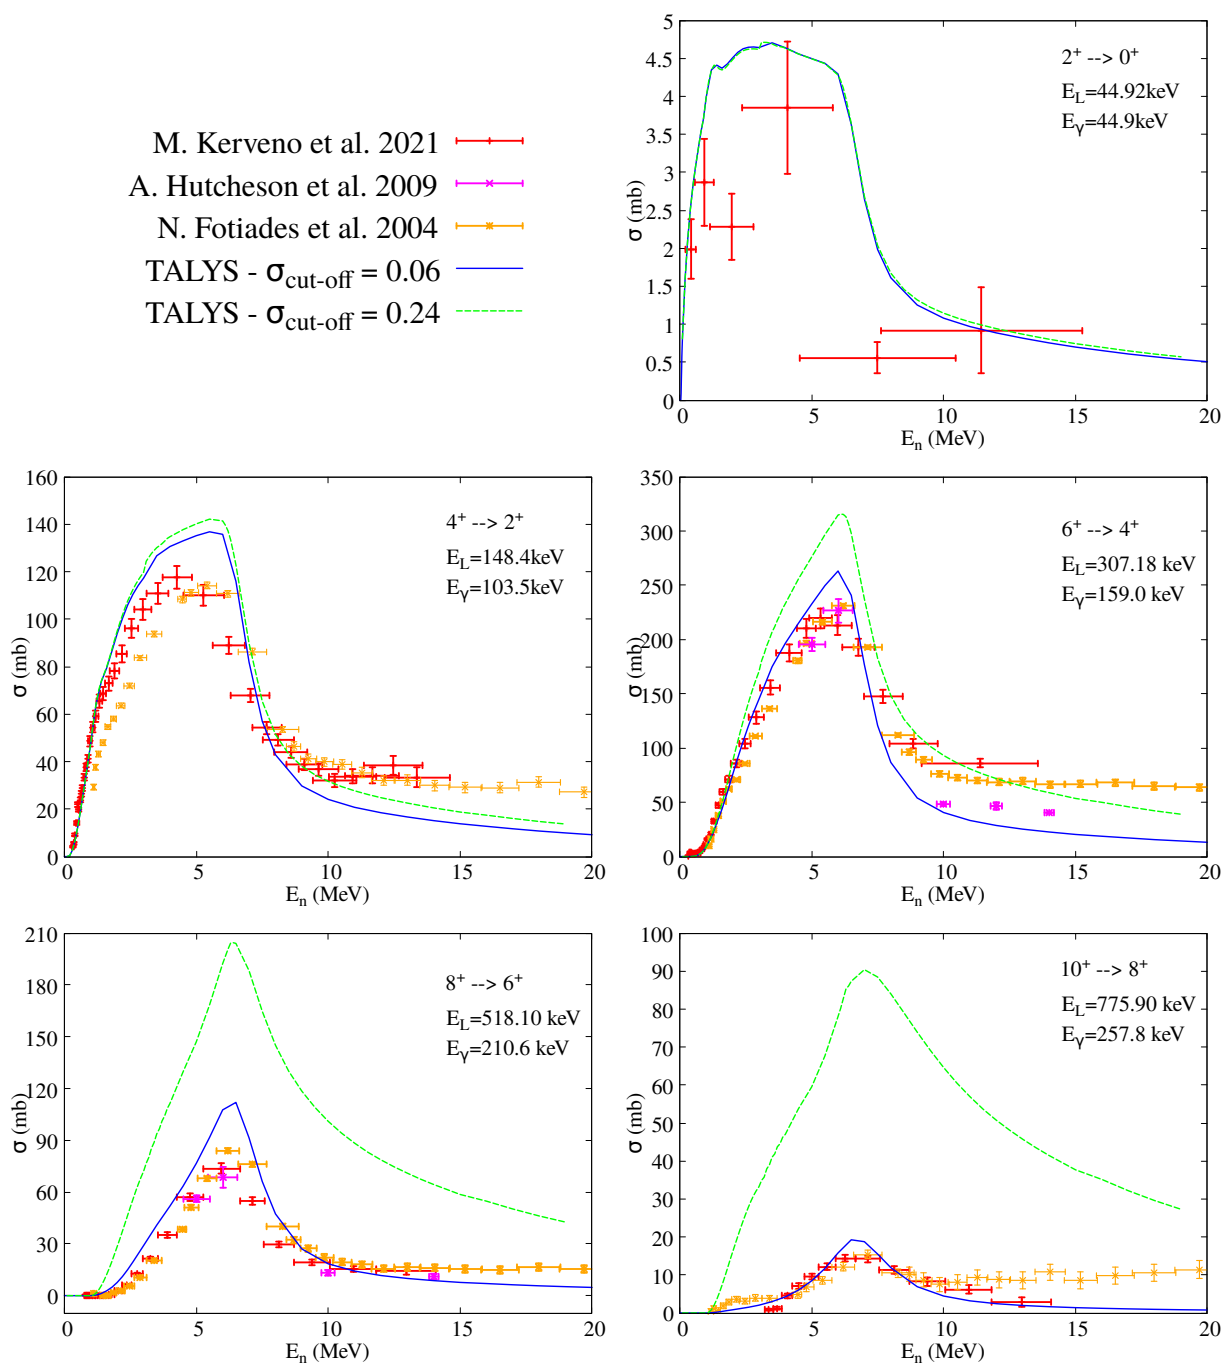 M. Kerveno et al. 2021
A. Hutcheson et al. 2009
N. Fotiades et al. 2004
TALYS - σcut-off = 0.06
TALYS - σcut-off = 0.24
5
4.5
4
3.5
3
2.5
2
1.5
1
0.5
0
σ (mb)
2+ --> 0+
EL=44.92keV
Eγ=44.9keV
0 5 10 15 20
En (MeV)
160
140
120
100
80
60
40
20
0
σ (mb)
4+ --> 2+
EL=148.4keV
Eγ=103.5keV
0 5 10 15 20
En (MeV)
350
300
250
200
150
100
50
0
σ (mb)
6+ --> 4+
EL=307.18 keV
Eγ=159.0 keV
0 5 10 15 20
En (MeV)
210
180
150
120
90
60
30
0
σ (mb)
8+ --> 6+
EL=518.10 keV
Eγ=210.6 keV
0 5 10 15 20
En (MeV)
100
90
80
70
60
50
40
30
20
10
0
σ (mb)
10+ --> 8+
EL=775.90 keV
Eγ=257.8 keV
0 5 10 15 20
En (MeV)